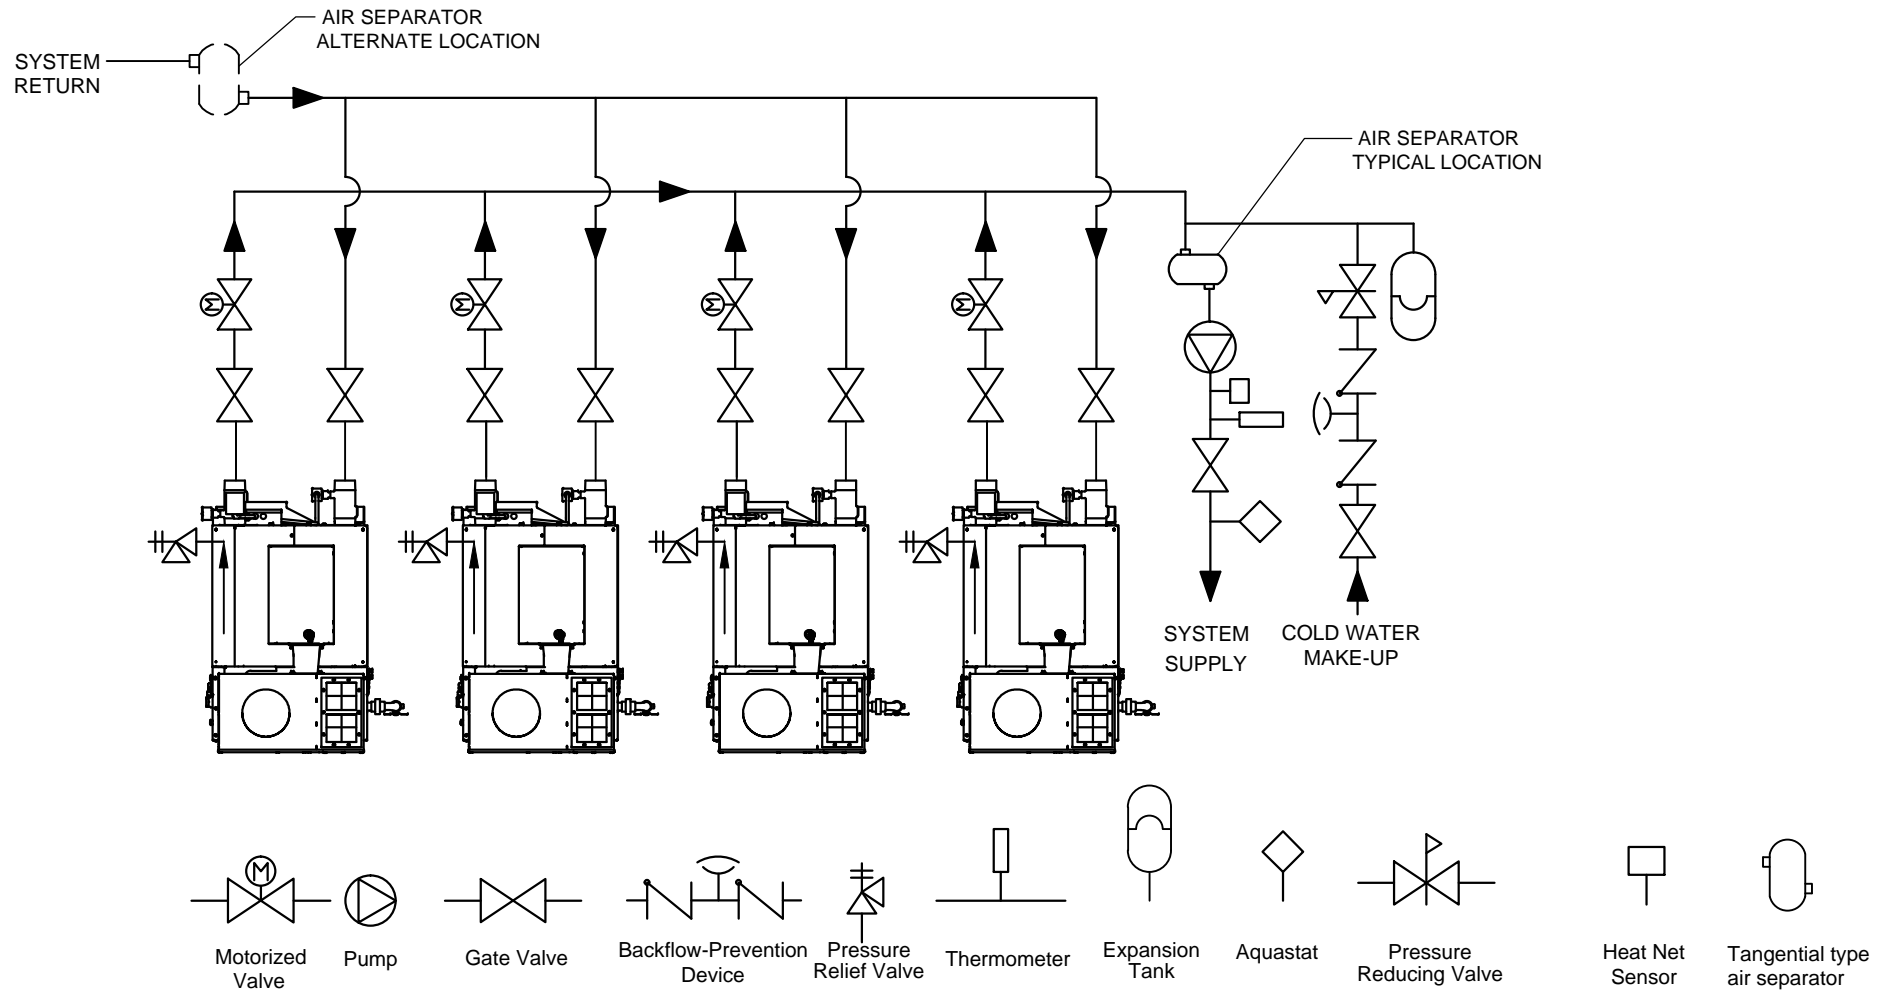 AIR SEPARATOR
ALTERNATE LOCATION
SYSTEM
RETURN
AIR SEPARATOR
TYPICAL LOCATION
M
M
M
M
SYSTEM
SUPPLY
COLD WATER
MAKE-UP
M
Motorized
Valve
Pump
Gate Valve
Backflow-Prevention
Device
Pressure
Relief Valve
Thermometer
Expansion
Tank
Aquastat
Pressure
Reducing Valve
Heat Net
Sensor
Tangential type
air separator